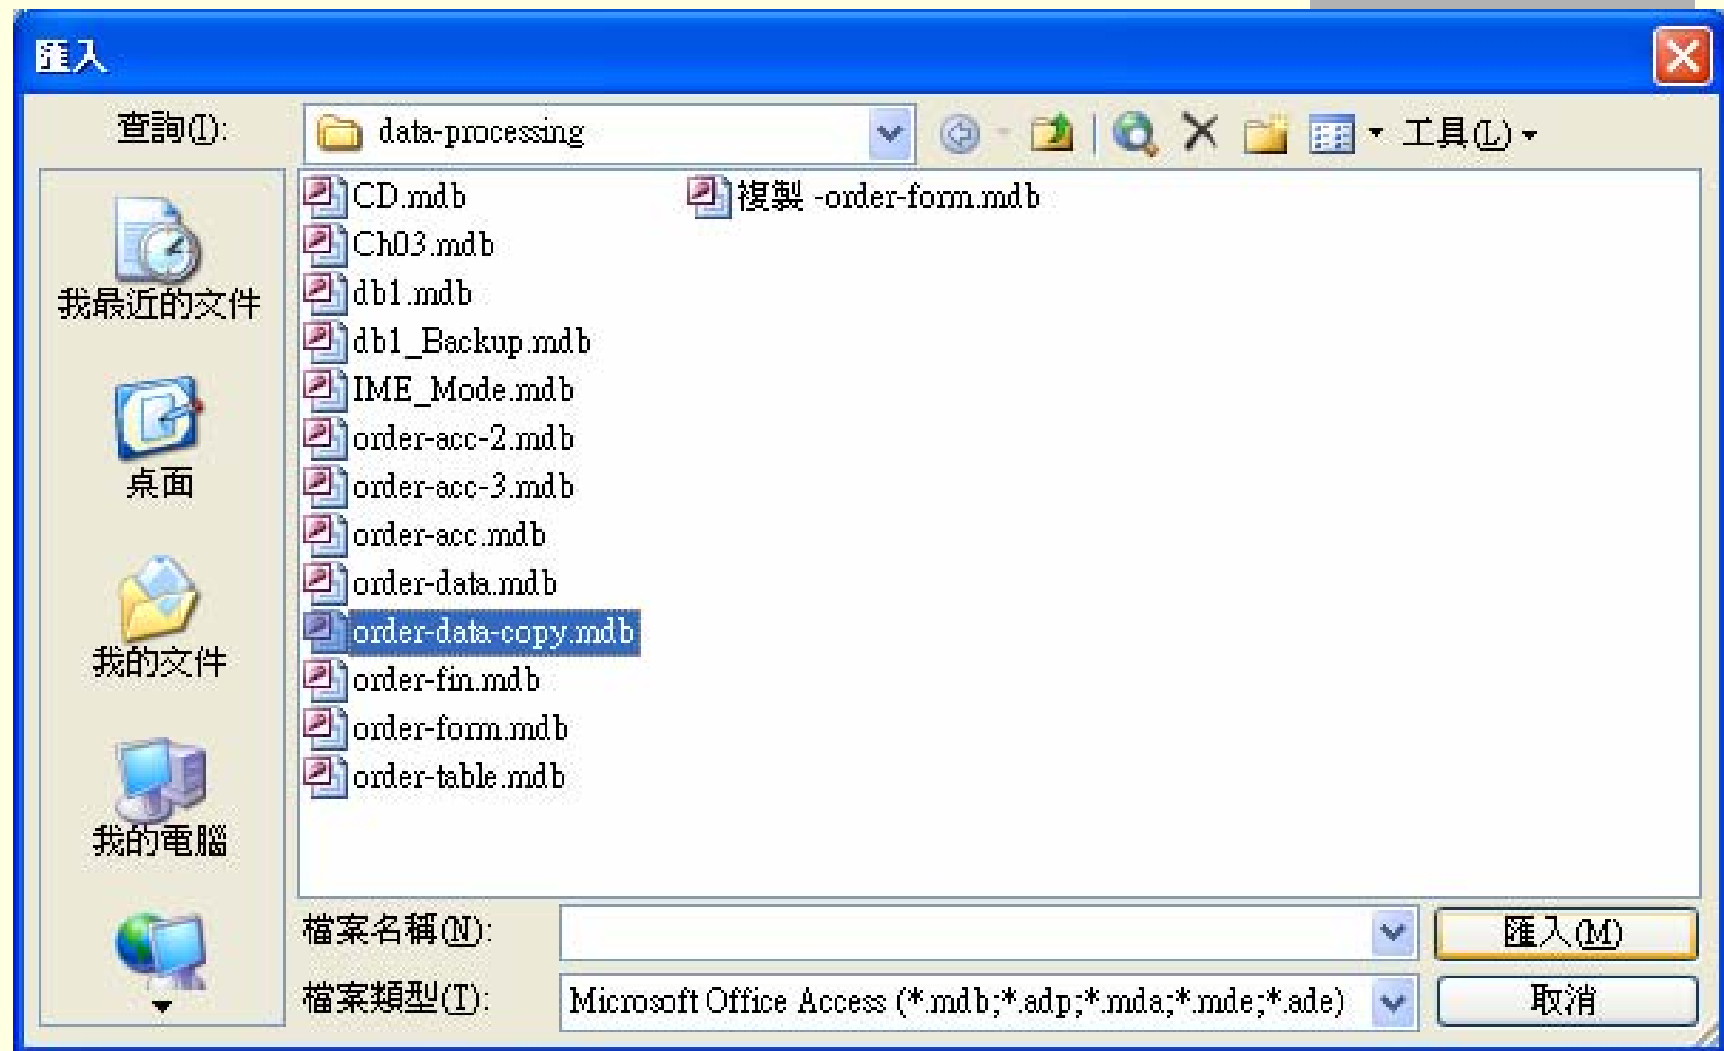 匯入
查詢(I): data-processing 工具(L)
我最近的文件
桌面
我的文件
我的電腦
CD.mdb
Ch03.mdb
db1.mdb
db1_Backup.mdb
IME_Mode.mdb
order-acc-2.mdb
order-acc-3.mdb
order-acc.mdb
order-data.mdb
order-data-copy.mdb
order-fin.mdb
order-form.mdb
order-table.mdb
複製 -order-form.mdb
檔案名稱(N): 匯入(M)
檔案類型(T): Microsoft Office Access (*.mdb;*.adp;*.mda;*.mde;*.ade) 取消